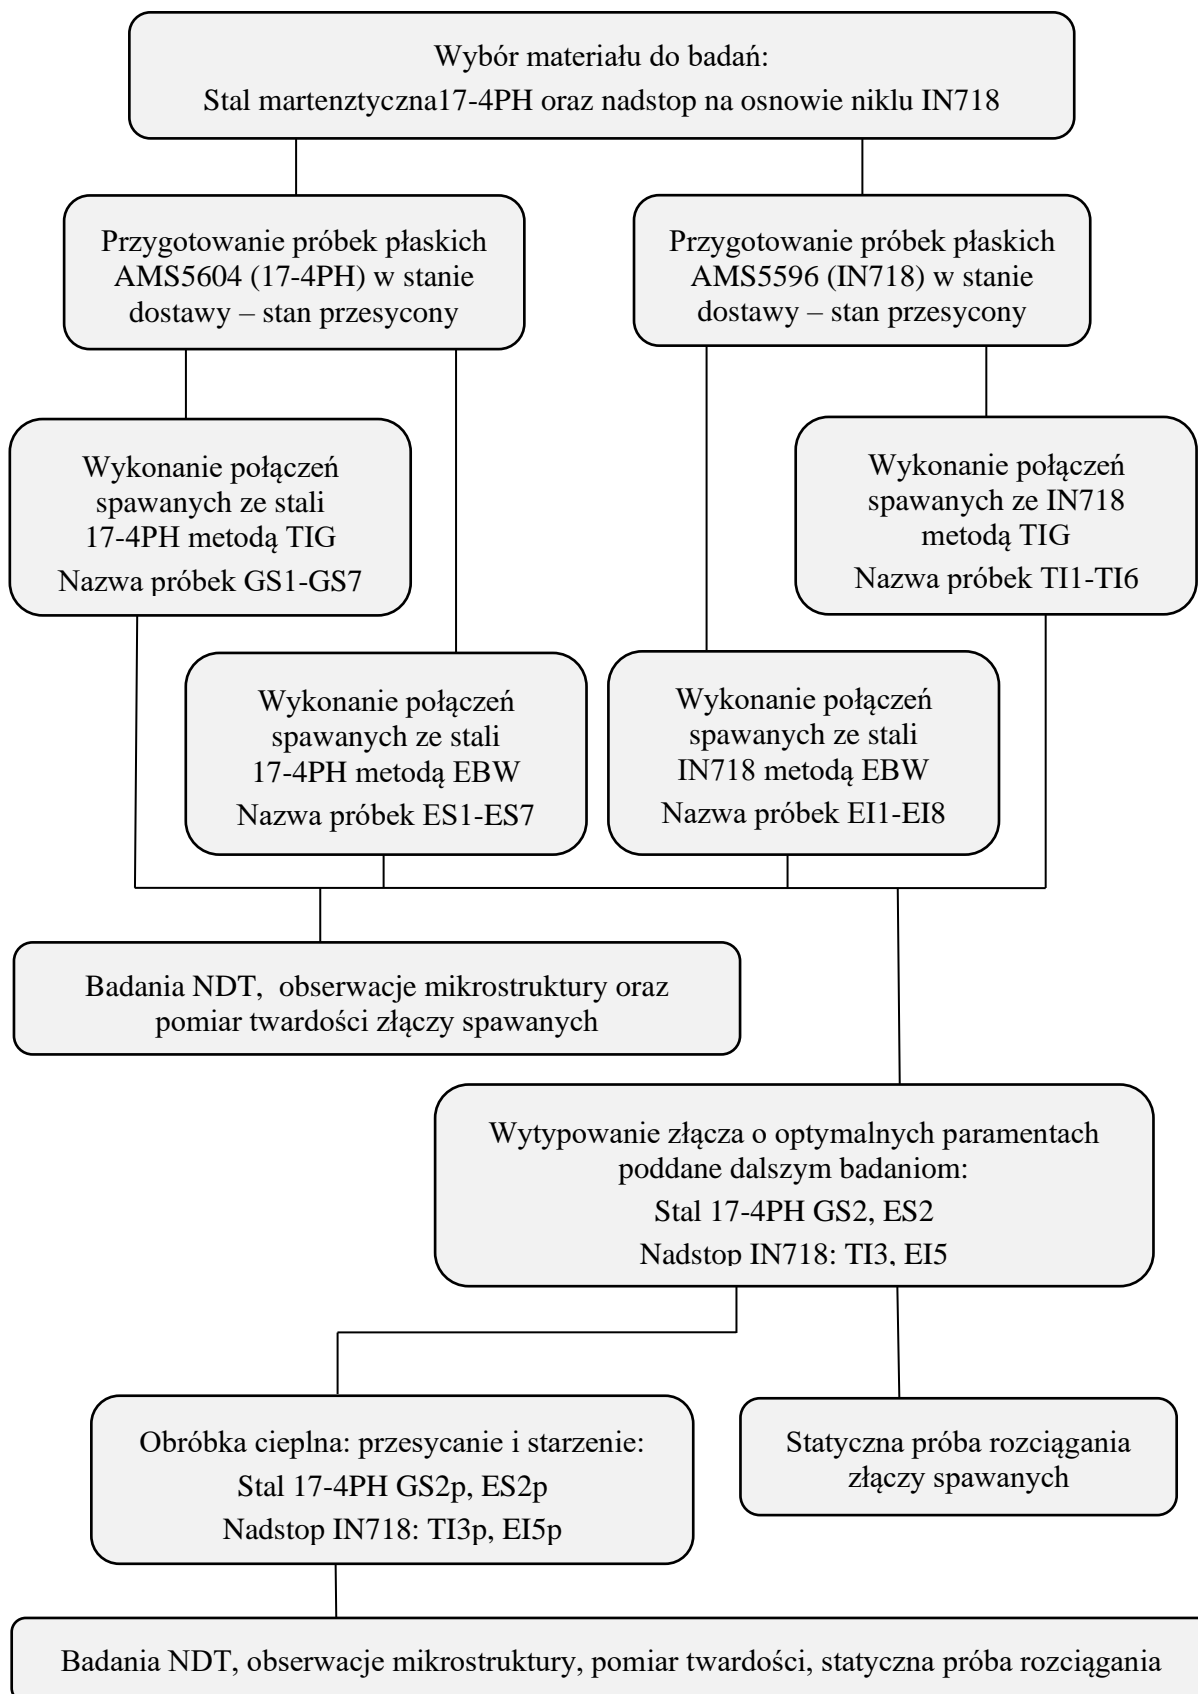 Wybór materiału do badań:
Stal martenztyczna17-4PH oraz nadstop na osnowie niklu IN718
Przygotowanie próbek płaskich
AMS5604 (17-4PH) w stanie
dostawy – stan przesycony
Przygotowanie próbek płaskich
AMS5596 (IN718) w stanie
dostawy – stan przesycony
Wykonanie połączeń
spawanych ze stali
17-4PH metodą TIG
Nazwa próbek GS1-GS7
Wykonanie połączeń
spawanych ze IN718
metodą TIG
Nazwa próbek TI1-TI6
Wykonanie połączeń
spawanych ze stali
17-4PH metodą EBW
Nazwa próbek ES1-ES7
Wykonanie połączeń
spawanych ze stali
IN718 metodą EBW
Nazwa próbek EI1-EI8
Badania NDT, obserwacje mikrostruktury oraz
pomiar twardości złączy spawanych
Wytypowanie złącza o optymalnych paramentach
poddane dalszym badaniom:
Stal 17-4PH GS2, ES2
Nadstop IN718: TI3, EI5
Obróbka cieplna: przesycanie i starzenie:
Stal 17-4PH GS2p, ES2p
Nadstop IN718: TI3p, EI5p
Statyczna próba rozciągania
złączy spawanych
Badania NDT, obserwacje mikrostruktury, pomiar twardości, statyczna próba rozciągania